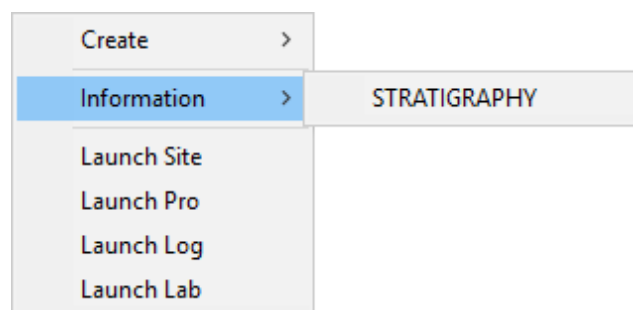 Create
Information
STRATIGRAPHY
Launch Site
Launch Pro
Launch Log
Launch Lab